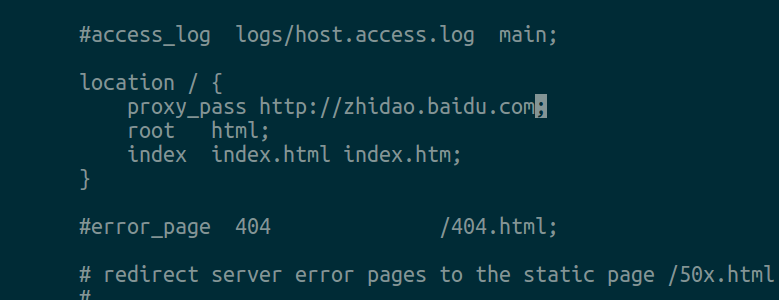 #access_log  logs/host.access.log  main;
location / {
proxy_pass http://zhidao.baidu.com;
root   html;
index  index.html index.htm;
}
#error_page  404              /404.html;
# redirect server error pages to the static page /50x.html
#